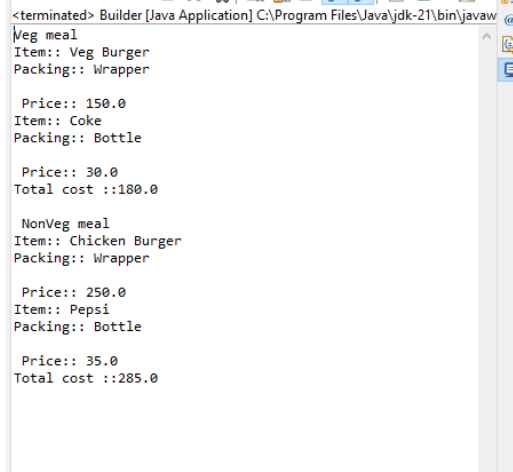 <terminated> Builder [Java Application] C:\Program Files\Java\jdk-21\bin\javaw
Veg meal
Item:: Veg Burger
Packing:: Wrapper
Price:: 150.0
Item:: Coke
Packing:: Bottle
Price:: 30.0
Total cost ::180.0
NonVeg meal
Item:: Chicken Burger
Packing:: Wrapper
Price:: 250.0
Item:: Pepsi
Packing:: Bottle
Price:: 35.0
Total cost ::285.0